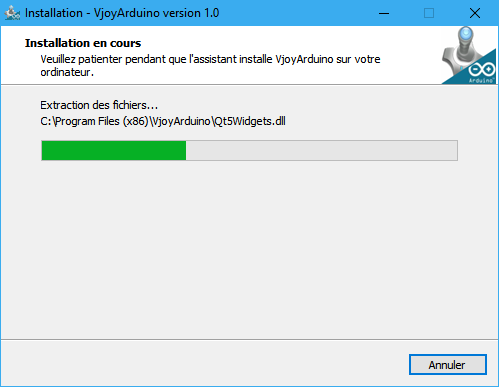 Installation - VjoyArduino version 1.0
Installation en cours
Veuillez patienter pendant que l'assistant installe VjoyArduino sur votre
ordinateur.
Arduino
Extraction des fichiers...
C:\Program Files (x86)\VjoyArduino\Qt5Widgets.dll
Annuler